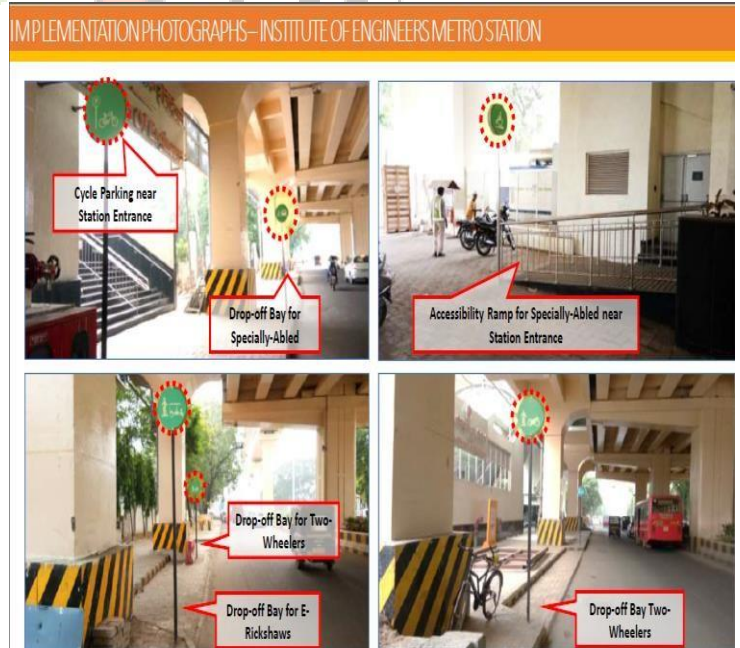 IMPLEMENTATION PHOTOGRAPHS – INSTITUTE OF ENGINEERS METRO STATION
Cycle Parking near
Station Entrance
Drop-off Bay for
Specially-Abled
Accessibility Ramp for Specially-Abled near
Station Entrance
Drop-off Bay for Two-
Wheelers
Drop-off Bay for E-
Rickshaws
Drop-off Bay Two-
Wheelers